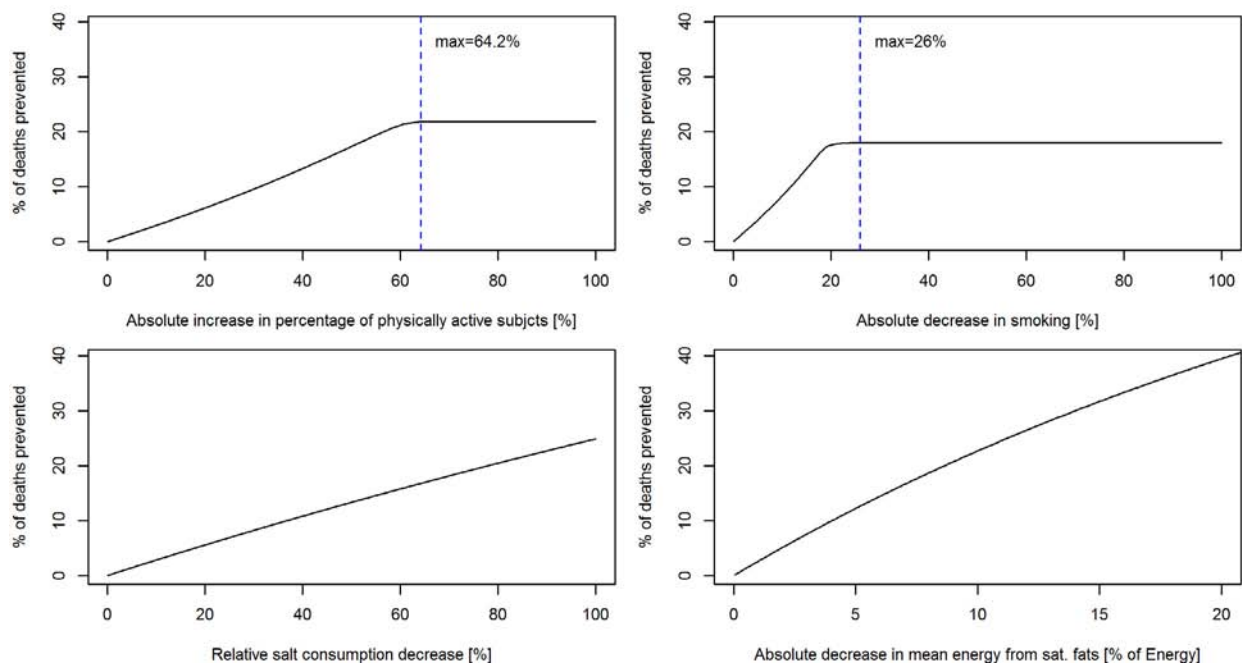 % of deaths prevented
40
30
20
10
0
max=64.2%
0 20 40 60 80 100
Absolute increase in percentage of physically active subjcts [%]
% of deaths prevented
40
30
20
10
0
max=26%
0 20 40 60 80 100
Absolute decrease in smoking [%]
% of deaths prevented
40
30
20
10
0
0 20 40 60 80 100
Relative salt consumption decrease [%]
% of deaths prevented
40
30
20
10
0
0 5 10 15 20
Absolute decrease in mean energy from sat. fats [% of Energy]